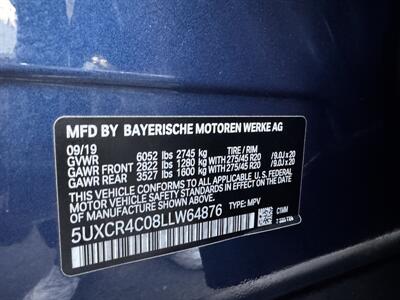 MFD BY BAYERISCHE MOTOREN WERKE AG
09/19 TIRE / RIM
GVWR 6052 lbs 2745 kg
GAWR FRONT 2822 lbs 1280 kg WITH 275/45 R20 /9.0J x 20
GAWR REAR 3527 lbs 1600 kg WITH 275/45 R20 /9.0J x 20
THIS VEHICLE CONFORMS TO ALL APPLICABLE U.S. FEDERAL
MOTOR VEHICLE SAFETY STANDARDS IN EFFECT ON THE DATE
OF MANUFACTURE SHOWN ABOVE.
5UXCR4C08LLW64876 TYPE: MPV